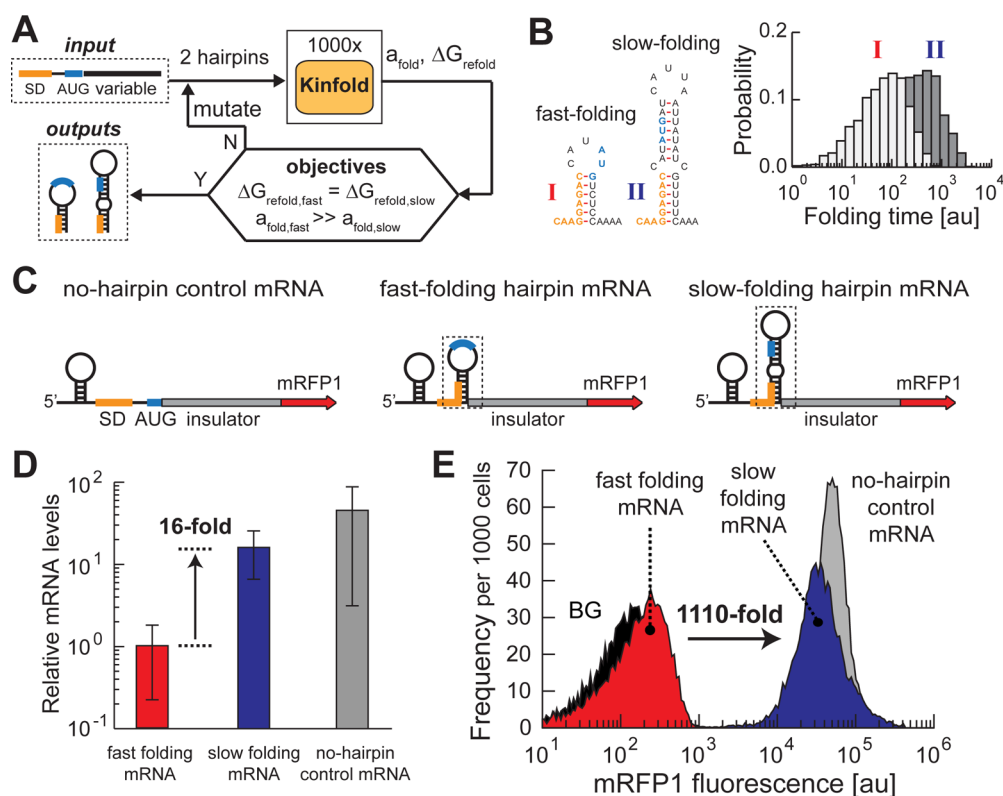 A
input
SD AUG variable
2 hairpins
1000x
Kinfold
a_fold, ΔG_refold
mutate
outputs
N
Y
objectives
ΔG_refold,fast = ΔG_refold,slow
a_fold,fast >> a_fold,slow
B
slow-folding
fast-folding
I
II
CAAG
CAAAA
CAAG
CAAA
Probability
0.2
0.1
0.0
I II
10^0 10^1 10^2 10^3 10^4
Folding time [au]
C
no-hairpin control mRNA
fast-folding hairpin mRNA
slow-folding hairpin mRNA
5' SD AUG insulator mRFP1
5' insulator mRFP1
5' insulator mRFP1
D
Relative mRNA levels
10^2
10^1
10^0
10^-1
16-fold
fast folding
mRNA
slow folding
mRNA
no-hairpin
control mRNA
E
Frequency per 1000 cells
70
60
50
40
30
20
10
0
fast folding
mRNA
slow
folding
mRNA
no-hairpin
control
mRNA
BG
1110-fold
10^1 10^2 10^3 10^4 10^5 10^6
mRFP1 fluorescence [au]